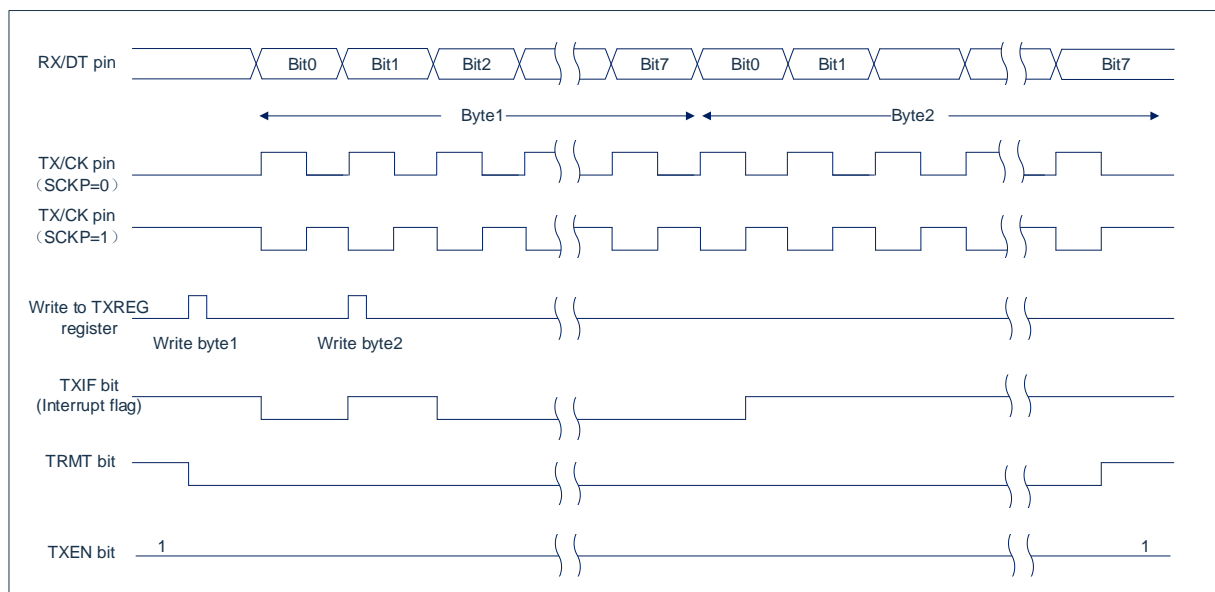 RX/DT pin
Bit0 Bit1 Bit2 Bit7 Bit0 Bit1 Bit7
Byte1 Byte2
TX/CK pin
（SCKP=0）
TX/CK pin
（SCKP=1）
Write to TXREG
register
Write byte1 Write byte2
TXIF bit
(Interrupt flag)
TRMT bit
TXEN bit
1 1